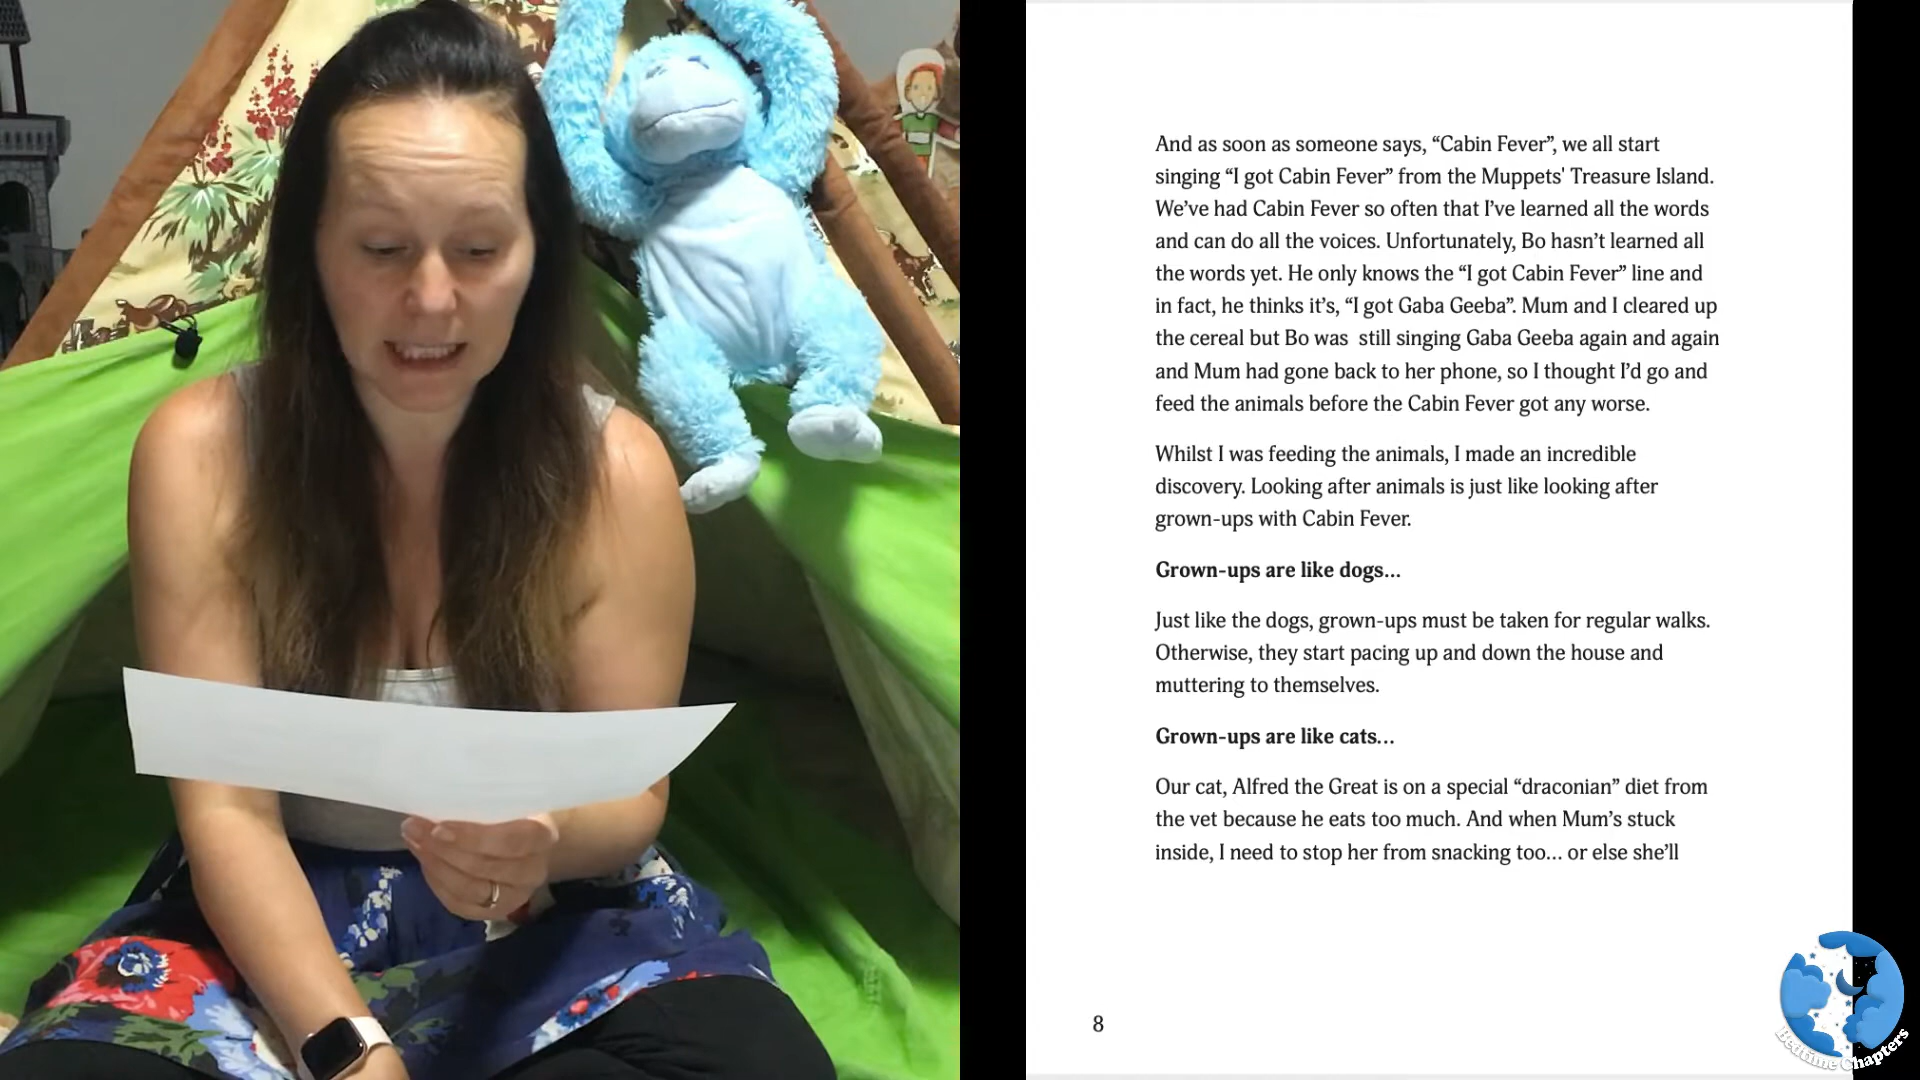 And as soon as someone says, “Cabin Fever”, we all start
singing “I got Cabin Fever” from the Muppets' Treasure Island.
We’ve had Cabin Fever so often that I’ve learned all the words
and can do all the voices. Unfortunately, Bo hasn’t learned all
the words yet. He only knows the “I got Cabin Fever” line and
in fact, he thinks it’s, “I got Gaba Geeba”. Mum and I cleared up
the cereal but Bo was  still singing Gaba Geeba again and again
and Mum had gone back to her phone, so I thought I’d go and
feed the animals before the Cabin Fever got any worse.
Whilst I was feeding the animals, I made an incredible
discovery. Looking after animals is just like looking after
grown-ups with Cabin Fever.
Grown-ups are like dogs...
Just like the dogs, grown-ups must be taken for regular walks.
Otherwise, they start pacing up and down the house and
muttering to themselves.
Grown-ups are like cats...
Our cat, Alfred the Great is on a special “draconian” diet from
the vet because he eats too much. And when Mum’s stuck
inside, I need to stop her from snacking too... or else she’ll
8
Bedtime Chapters